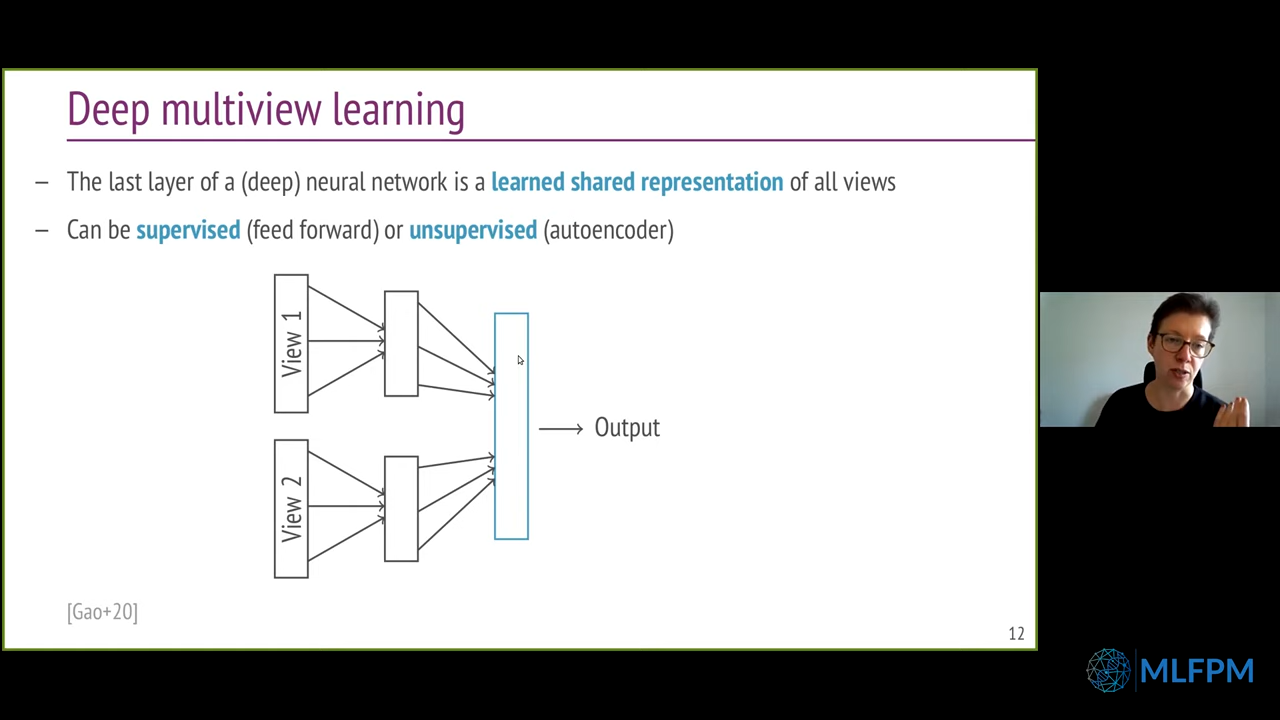 Deep multiview learning
– The last layer of a (deep) neural network is a learned shared representation of all views
– Can be supervised (feed forward) or unsupervised (autoencoder)
View 1
View 2
Output
[Gao+20]
12
MLFPM